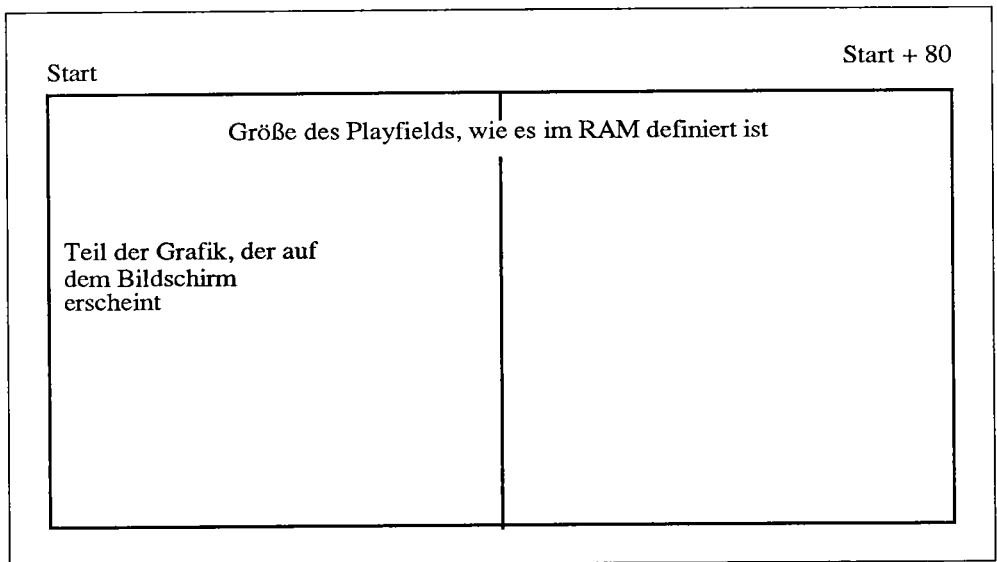 Start + 80
Start
Größe des Playfields, wie es im RAM definiert ist
Teil der Grafik, der auf
dem Bildschirm
erscheint